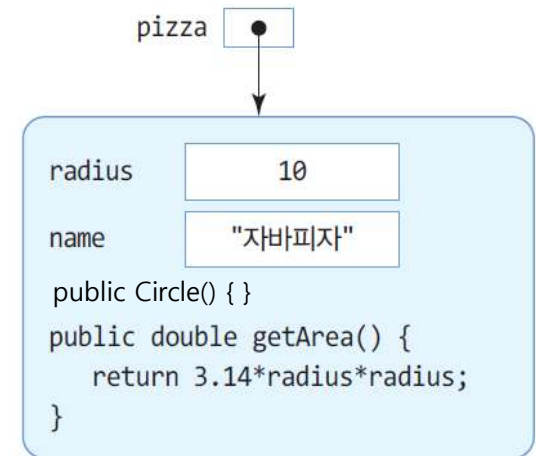 pizza
radius 10
name "자바피자"
public Circle() { }
public double getArea() {
return 3.14*radius*radius;
}